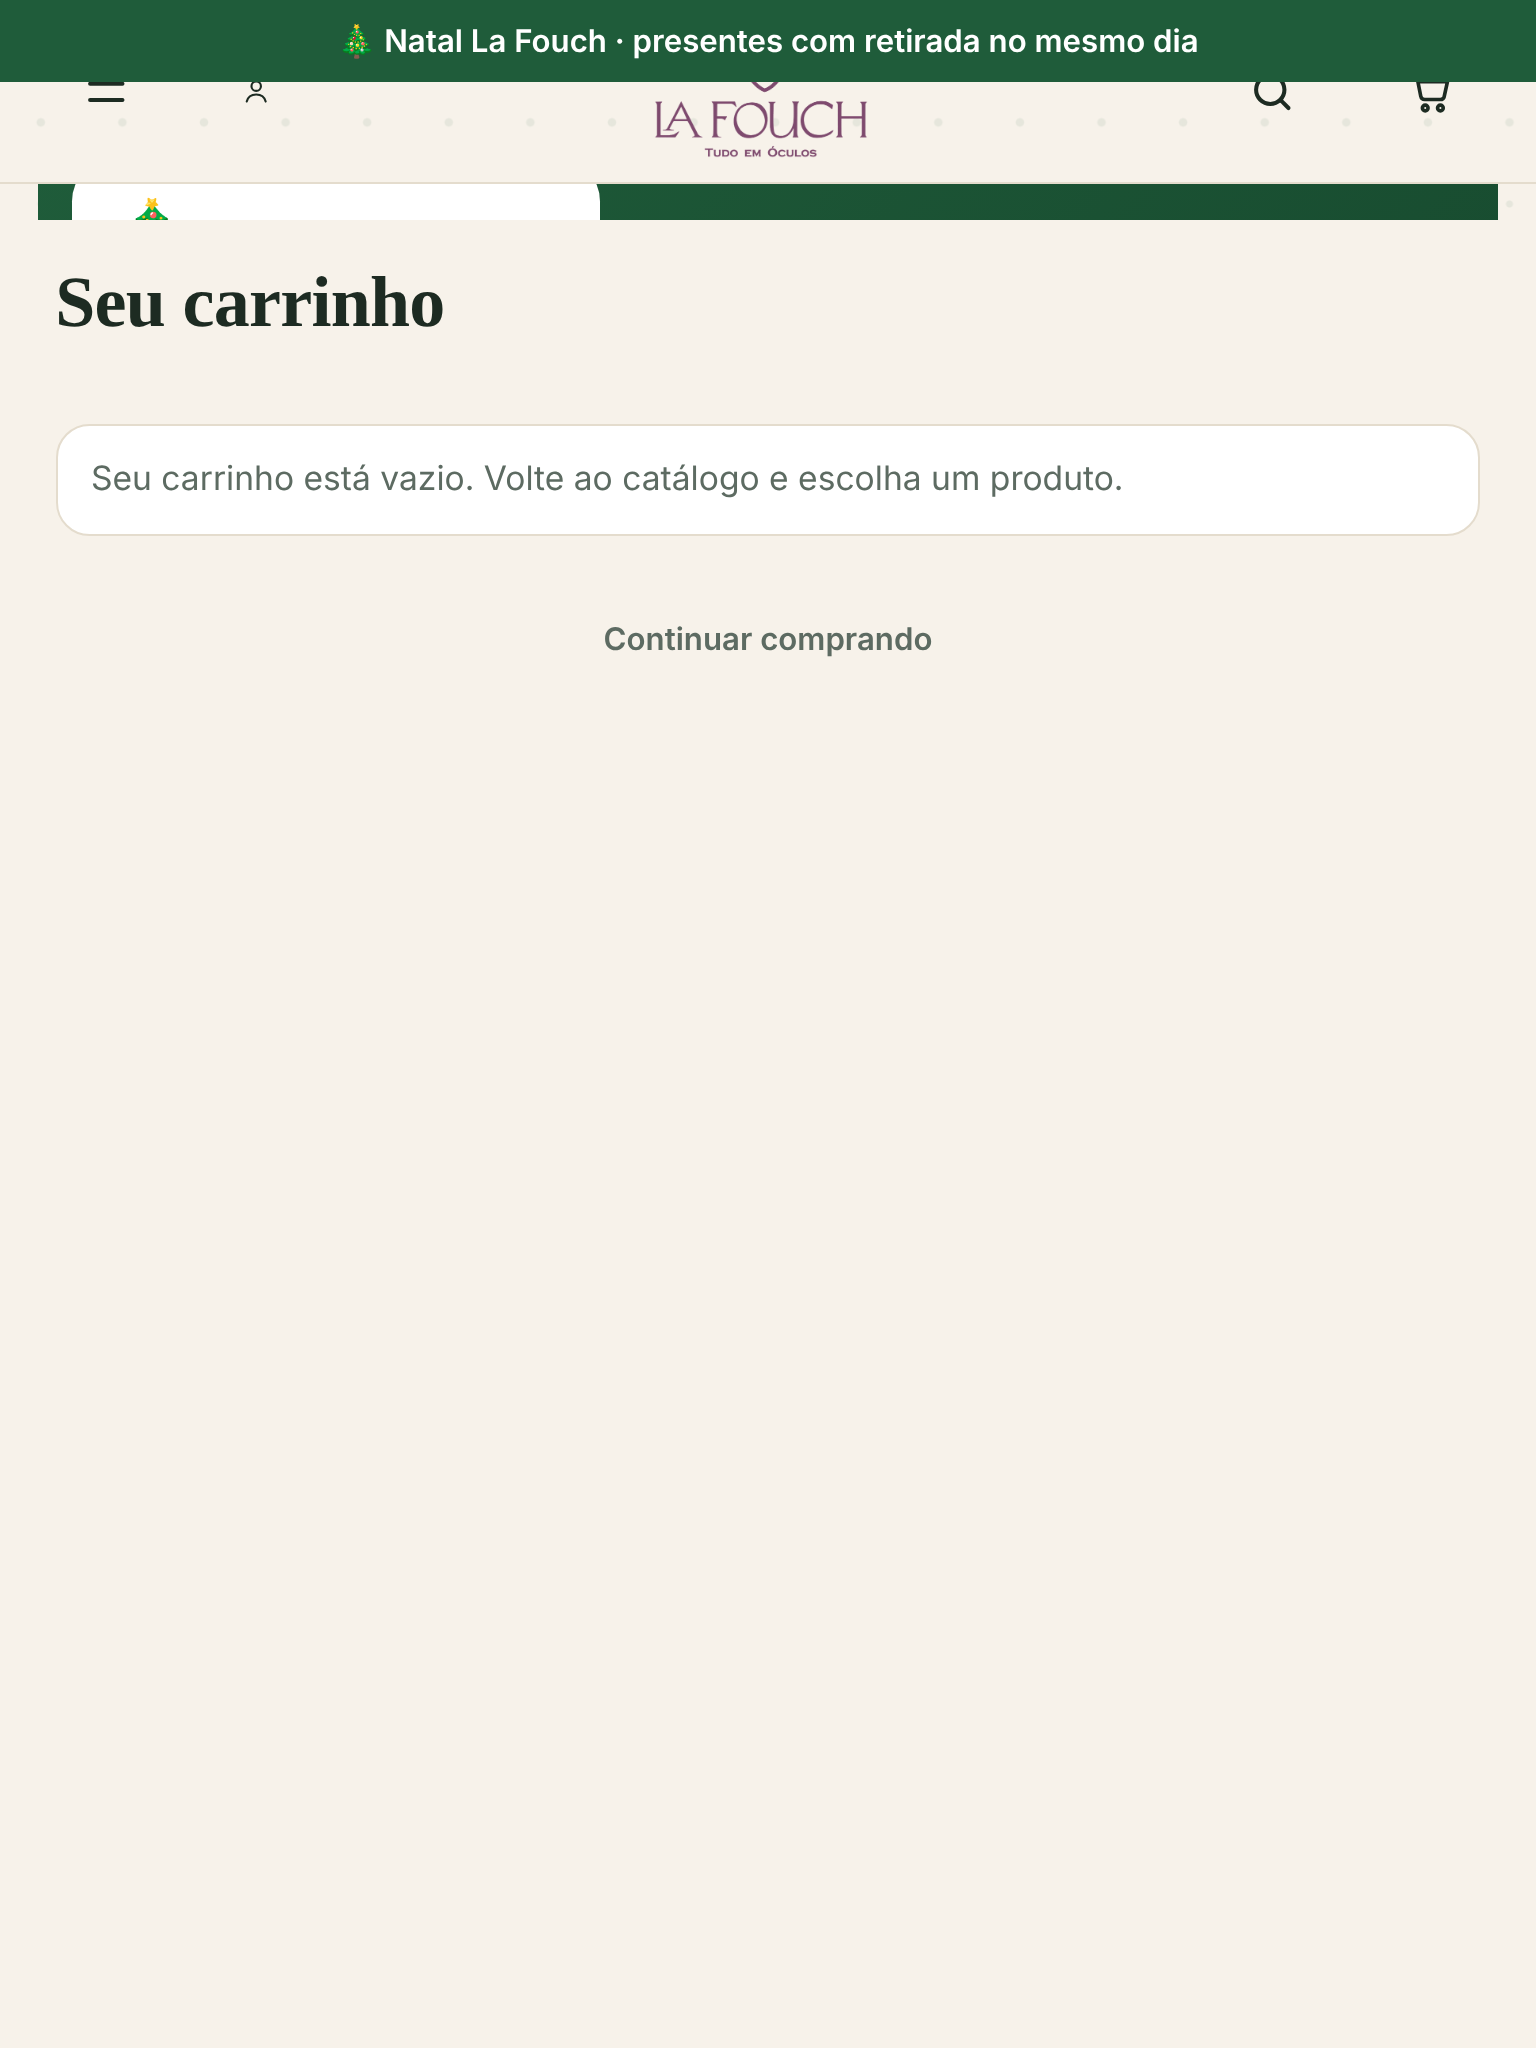 🎄 Natal La Fouch · presentes com retirada no mesmo dia
LA FOUCH
TUDO EM ÓCULOS
Seu carrinho
Seu carrinho está vazio. Volte ao catálogo e escolha um produto.
Continuar comprando